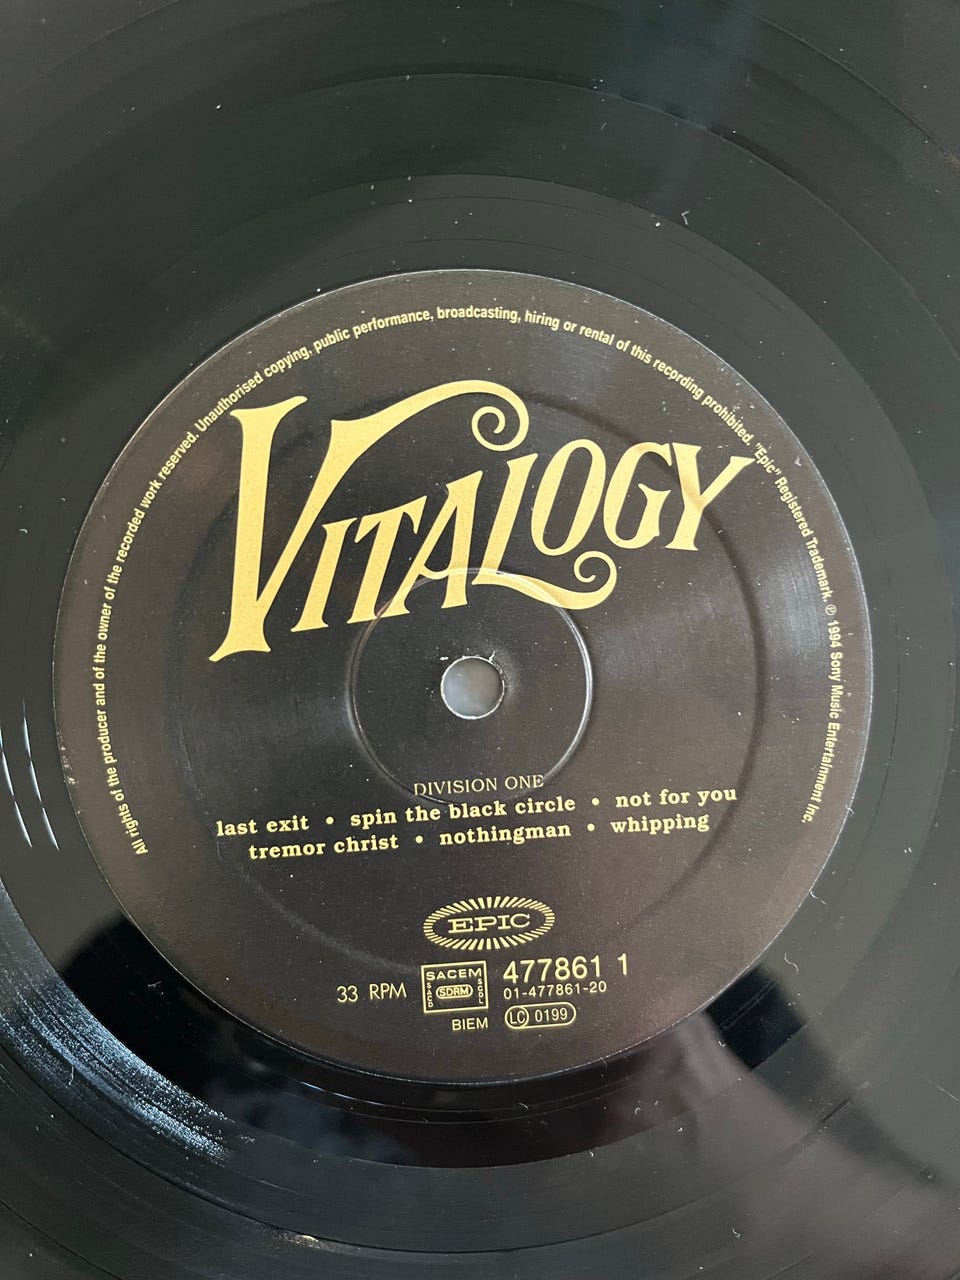 All rights of the producer and of the owner of the recorded work reserved. Unauthorised copying, public performance, broadcasting, hiring or rental of this recording prohibited. "Epic" Registered Trademark. ℗ 1994 Sony Music Entertainment Inc.
VITALOGY
DIVISION ONE
last exit • spin the black circle • not for you
tremor christ • nothingman • whipping
EPIC
33 RPM
SACEM
SACD
SDRM
SGDL
BIEM
477861 1
01-477861-20
LC 0199